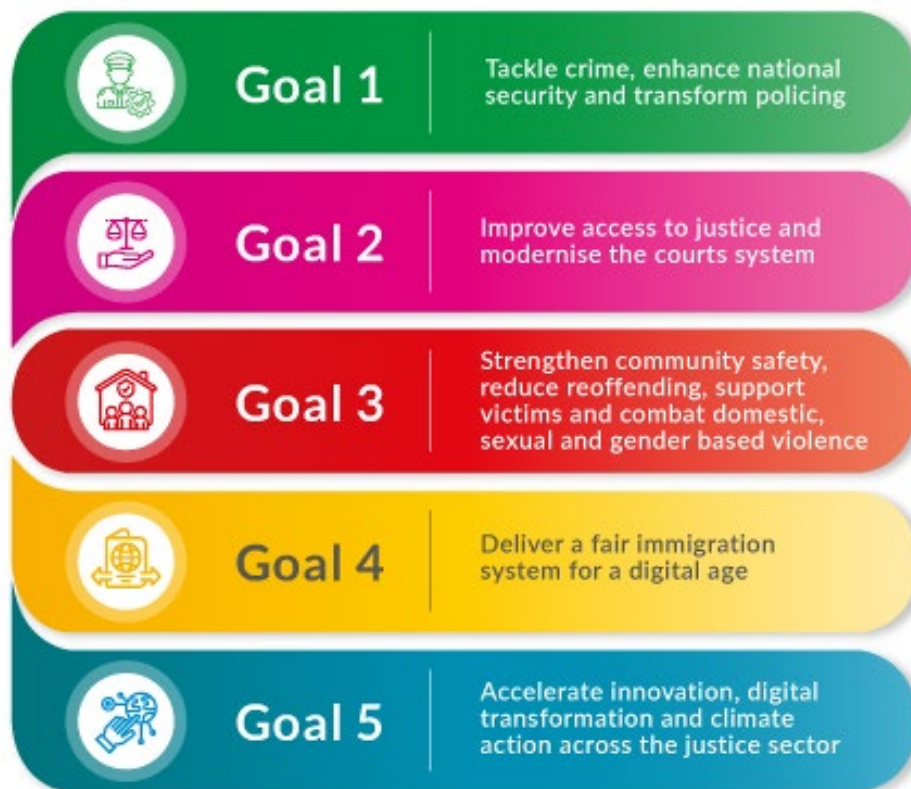 Goal 1
Tackle crime, enhance national
security and transform policing
Goal 2
Improve access to justice and
modernise the courts system
Goal 3
Strengthen community safety,
reduce reoffending, support
victims and combat domestic,
sexual and gender based violence
Goal 4
Deliver a fair immigration
system for a digital age
Goal 5
Accelerate innovation, digital
transformation and climate
action across the justice sector